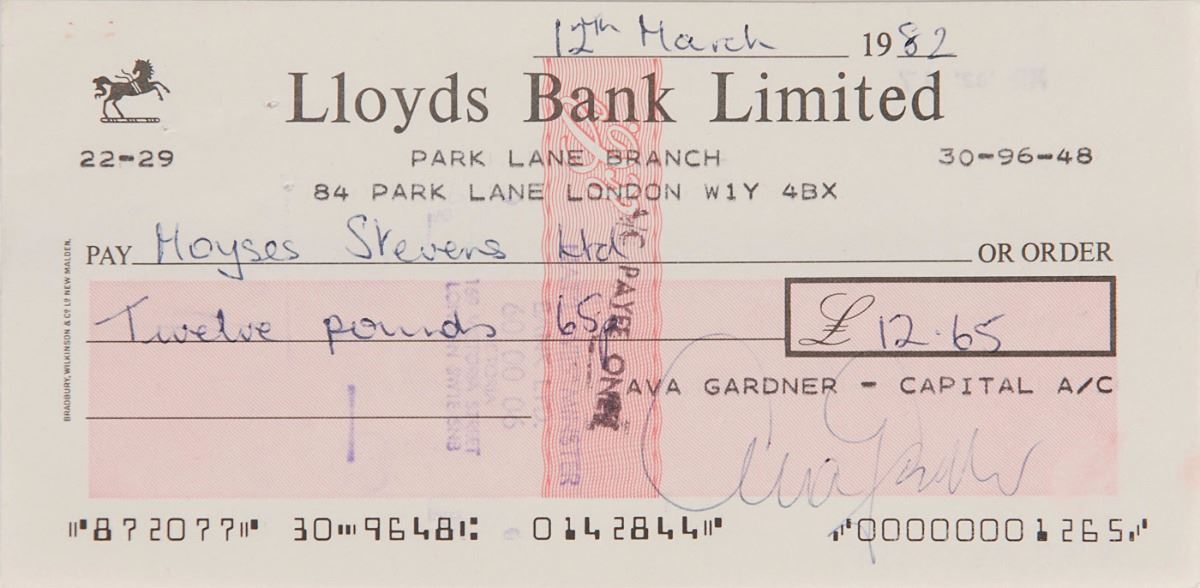 12th March 1982
Lloyds Bank Limited
22-29 PARK LANE BRANCH 30-96-48
84 PARK LANE LONDON W1Y 4BX
PAY Moyses Stevens Ltd OR ORDER
Twelve pounds 65p £12.65
A/C PAYEE ONLY
AVA GARDNER - CAPITAL A/C
Ava Gardner
BRADBURY, WILKINSON & Co. Ld. NEW MALDEN.
⑈872077⑈ 30⑉9648⑆ 0142844⑈ ⑇00000001265⑇